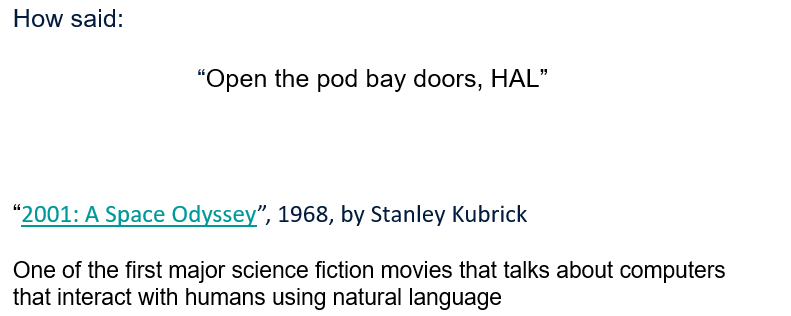 How said:
“Open the pod bay doors, HAL”
“2001: A Space Odyssey”, 1968, by Stanley Kubrick
One of the first major science fiction movies that talks about computers
that interact with humans using natural language